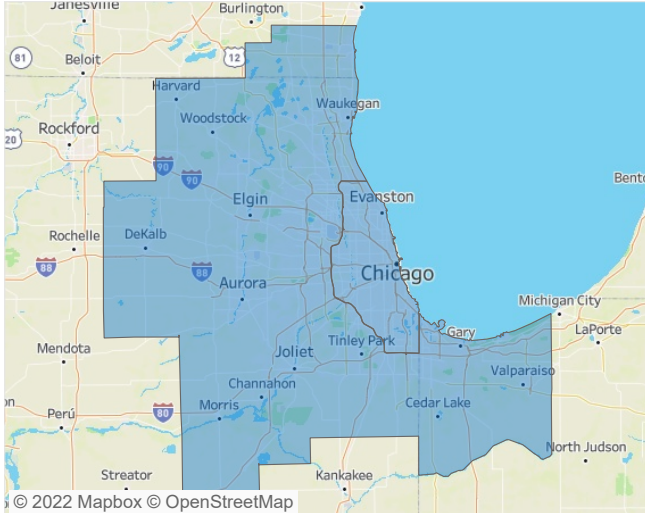 Janesville
Burlington
81
12
Beloit
Harvard
Waukegan
Woodstock
Rockford
20
90
90
Bento
Elgin
Evanston
DeKalb
Rochelle
88
88
Chicago
Aurora
Michigan City
Gary
LaPorte
Mendota
Tinley Park
Joliet
Valparaiso
Channahon
Cedar Lake
Morris
80
Perú
North Judson
Streator
Kankakee
© 2022 Mapbox © OpenStreetMap